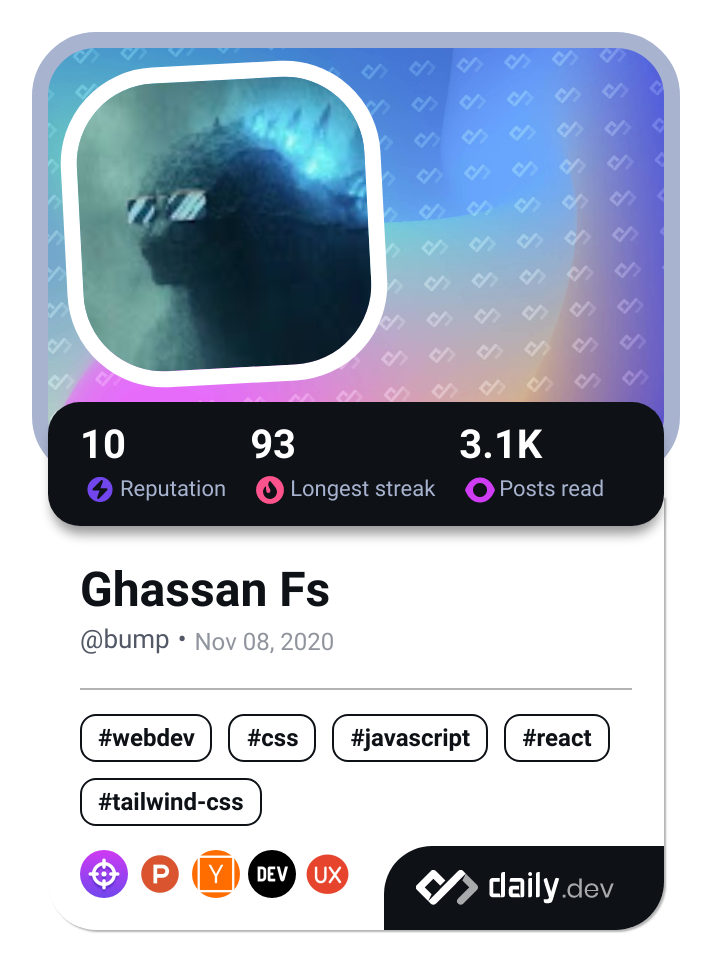 10 93 3.1K
Reputation Longest streak Posts read
Ghassan Fs
@bump • Nov 08, 2020
#webdev #css #javascript #react
#tailwind-css
P Y DEV UX
daily.dev